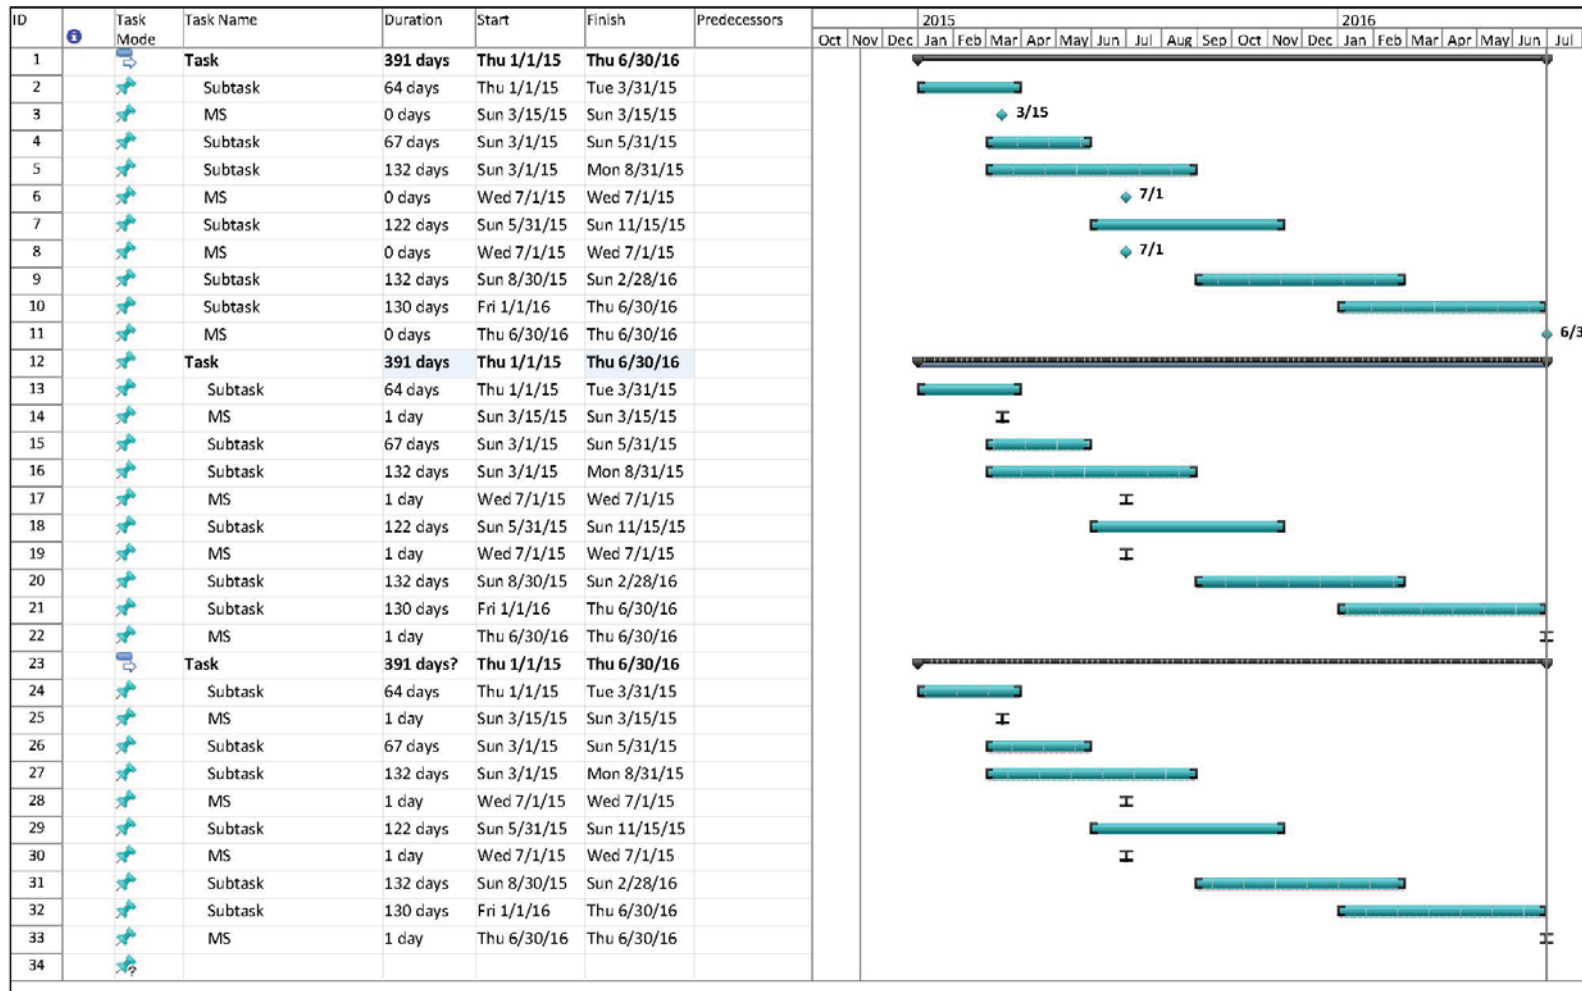 ID Task Mode Task Name Duration Start Finish Predecessors 2015 2016
Oct Nov Dec Jan Feb Mar Apr May Jun Jul Aug Sep Oct Nov Dec Jan Feb Mar Apr May Jun Jul
1 Task 391 days Thu 1/1/15 Thu 6/30/16
2 Subtask 64 days Thu 1/1/15 Tue 3/31/15
3 MS 0 days Sun 3/15/15 Sun 3/15/15 3/15
4 Subtask 67 days Sun 3/1/15 Sun 5/31/15
5 Subtask 132 days Sun 3/1/15 Mon 8/31/15
6 MS 0 days Wed 7/1/15 Wed 7/1/15 7/1
7 Subtask 122 days Sun 5/31/15 Sun 11/15/15
8 MS 0 days Wed 7/1/15 Wed 7/1/15 7/1
9 Subtask 132 days Sun 8/30/15 Sun 2/28/16
10 Subtask 130 days Fri 1/1/16 Thu 6/30/16
11 MS 0 days Thu 6/30/16 Thu 6/30/16 6/3
12 Task 391 days Thu 1/1/15 Thu 6/30/16
13 Subtask 64 days Thu 1/1/15 Tue 3/31/15
14 MS 1 day Sun 3/15/15 Sun 3/15/15
15 Subtask 67 days Sun 3/1/15 Sun 5/31/15
16 Subtask 132 days Sun 3/1/15 Mon 8/31/15
17 MS 1 day Wed 7/1/15 Wed 7/1/15
18 Subtask 122 days Sun 5/31/15 Sun 11/15/15
19 MS 1 day Wed 7/1/15 Wed 7/1/15
20 Subtask 132 days Sun 8/30/15 Sun 2/28/16
21 Subtask 130 days Fri 1/1/16 Thu 6/30/16
22 MS 1 day Thu 6/30/16 Thu 6/30/16
23 Task 391 days? Thu 1/1/15 Thu 6/30/16
24 Subtask 64 days Thu 1/1/15 Tue 3/31/15
25 MS 1 day Sun 3/15/15 Sun 3/15/15
26 Subtask 67 days Sun 3/1/15 Sun 5/31/15
27 Subtask 132 days Sun 3/1/15 Mon 8/31/15
28 MS 1 day Wed 7/1/15 Wed 7/1/15
29 Subtask 122 days Sun 5/31/15 Sun 11/15/15
30 MS 1 day Wed 7/1/15 Wed 7/1/15
31 Subtask 132 days Sun 8/30/15 Sun 2/28/16
32 Subtask 130 days Fri 1/1/16 Thu 6/30/16
33 MS 1 day Thu 6/30/16 Thu 6/30/16
34 ?